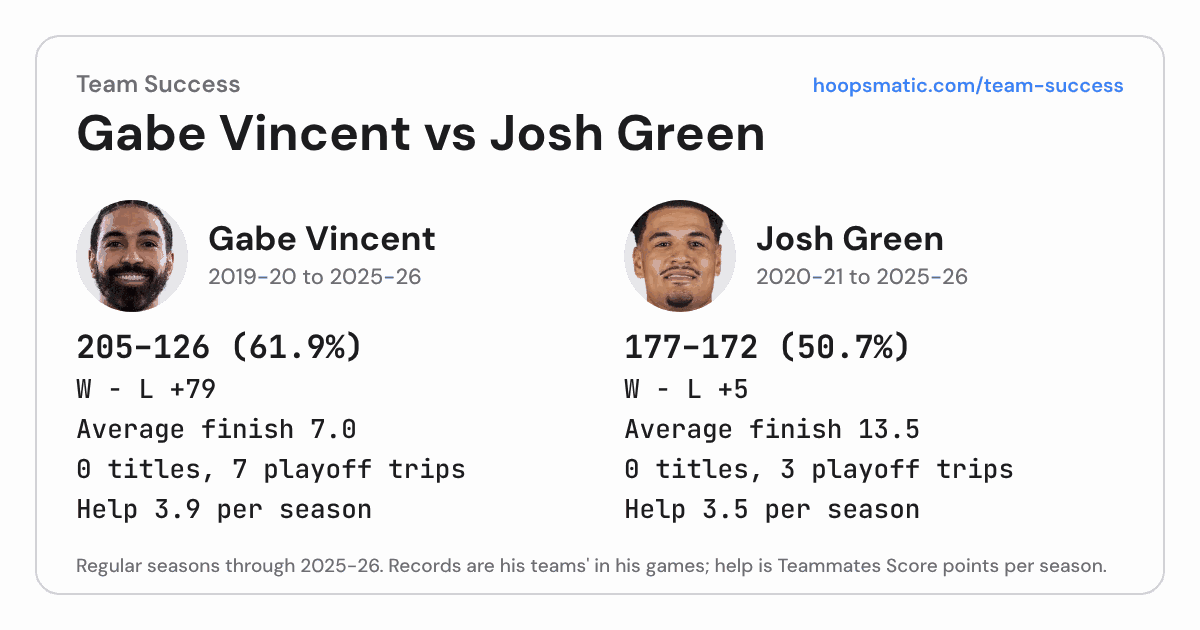 Team Success
hoopsmatic.com/team-success
Gabe Vincent vs Josh Green
Gabe Vincent
2019-20 to 2025-26
205-126 (61.9%)
W - L +79
Average finish 7.0
0 titles, 7 playoff trips
Help 3.9 per season
Josh Green
2020-21 to 2025-26
177-172 (50.7%)
W - L +5
Average finish 13.5
0 titles, 3 playoff trips
Help 3.5 per season
Regular seasons through 2025-26. Records are his teams' in his games; help is Teammates Score points per season.